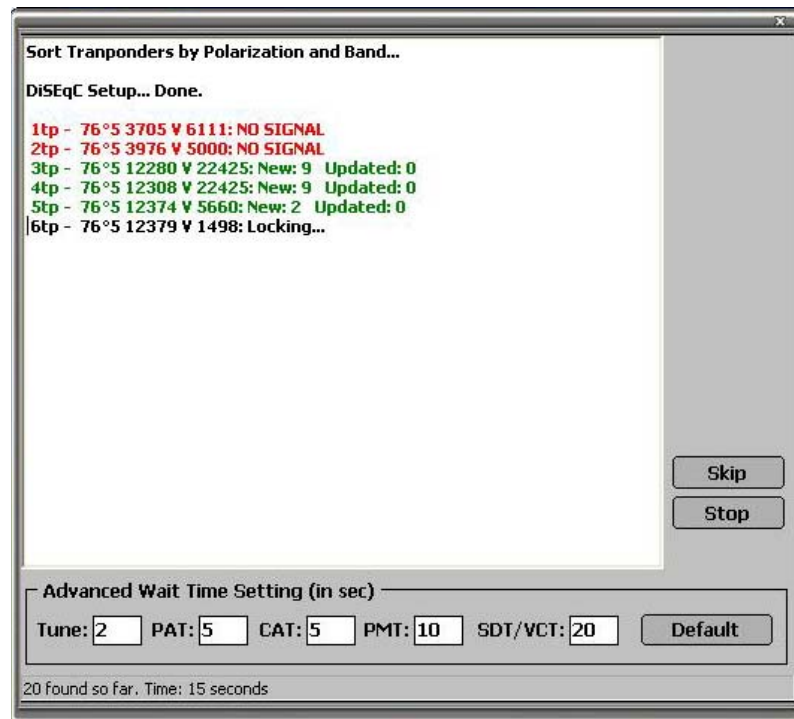 x
Sort Tranponders by Polarization and Band...
DiSEqC Setup... Done.
1tp - 76°5 3705 V 6111: NO SIGNAL
2tp - 76°5 3976 V 5000: NO SIGNAL
3tp - 76°5 12280 V 22425: New: 9 Updated: 0
4tp - 76°5 12308 V 22425: New: 9 Updated: 0
5tp - 76°5 12374 V 5660: New: 2 Updated: 0
6tp - 76°5 12379 V 1498: Locking...
Skip
Stop
Advanced Wait Time Setting (in sec)
Tune: 2 PAT: 5 CAT: 5 PMT: 10 SDT/VCT: 20 Default
20 found so far. Time: 15 seconds